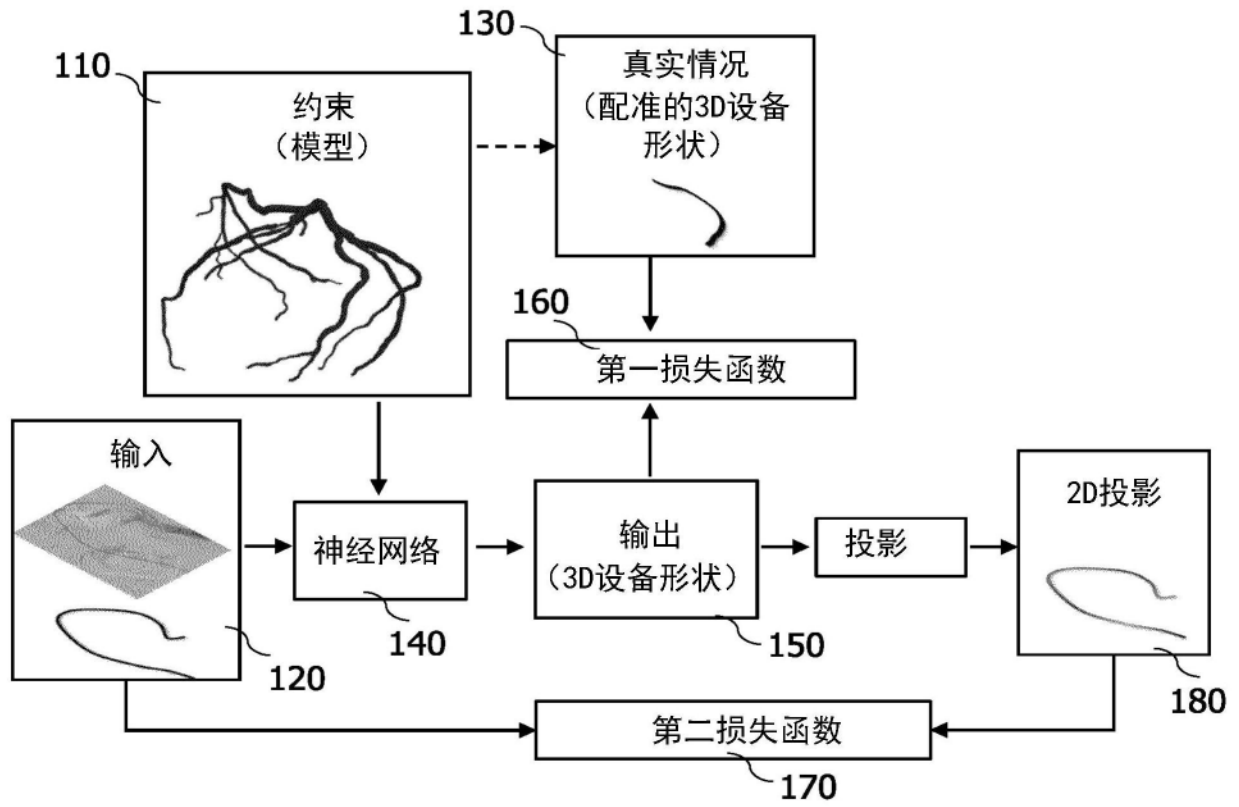 130
真实情况
（配准的3D设备
形状）
110
约束
（模型）
160
第一损失函数
输入
120
神经网络
140
输出
（3D设备形状）
150
投影
2D投影
180
第二损失函数
170